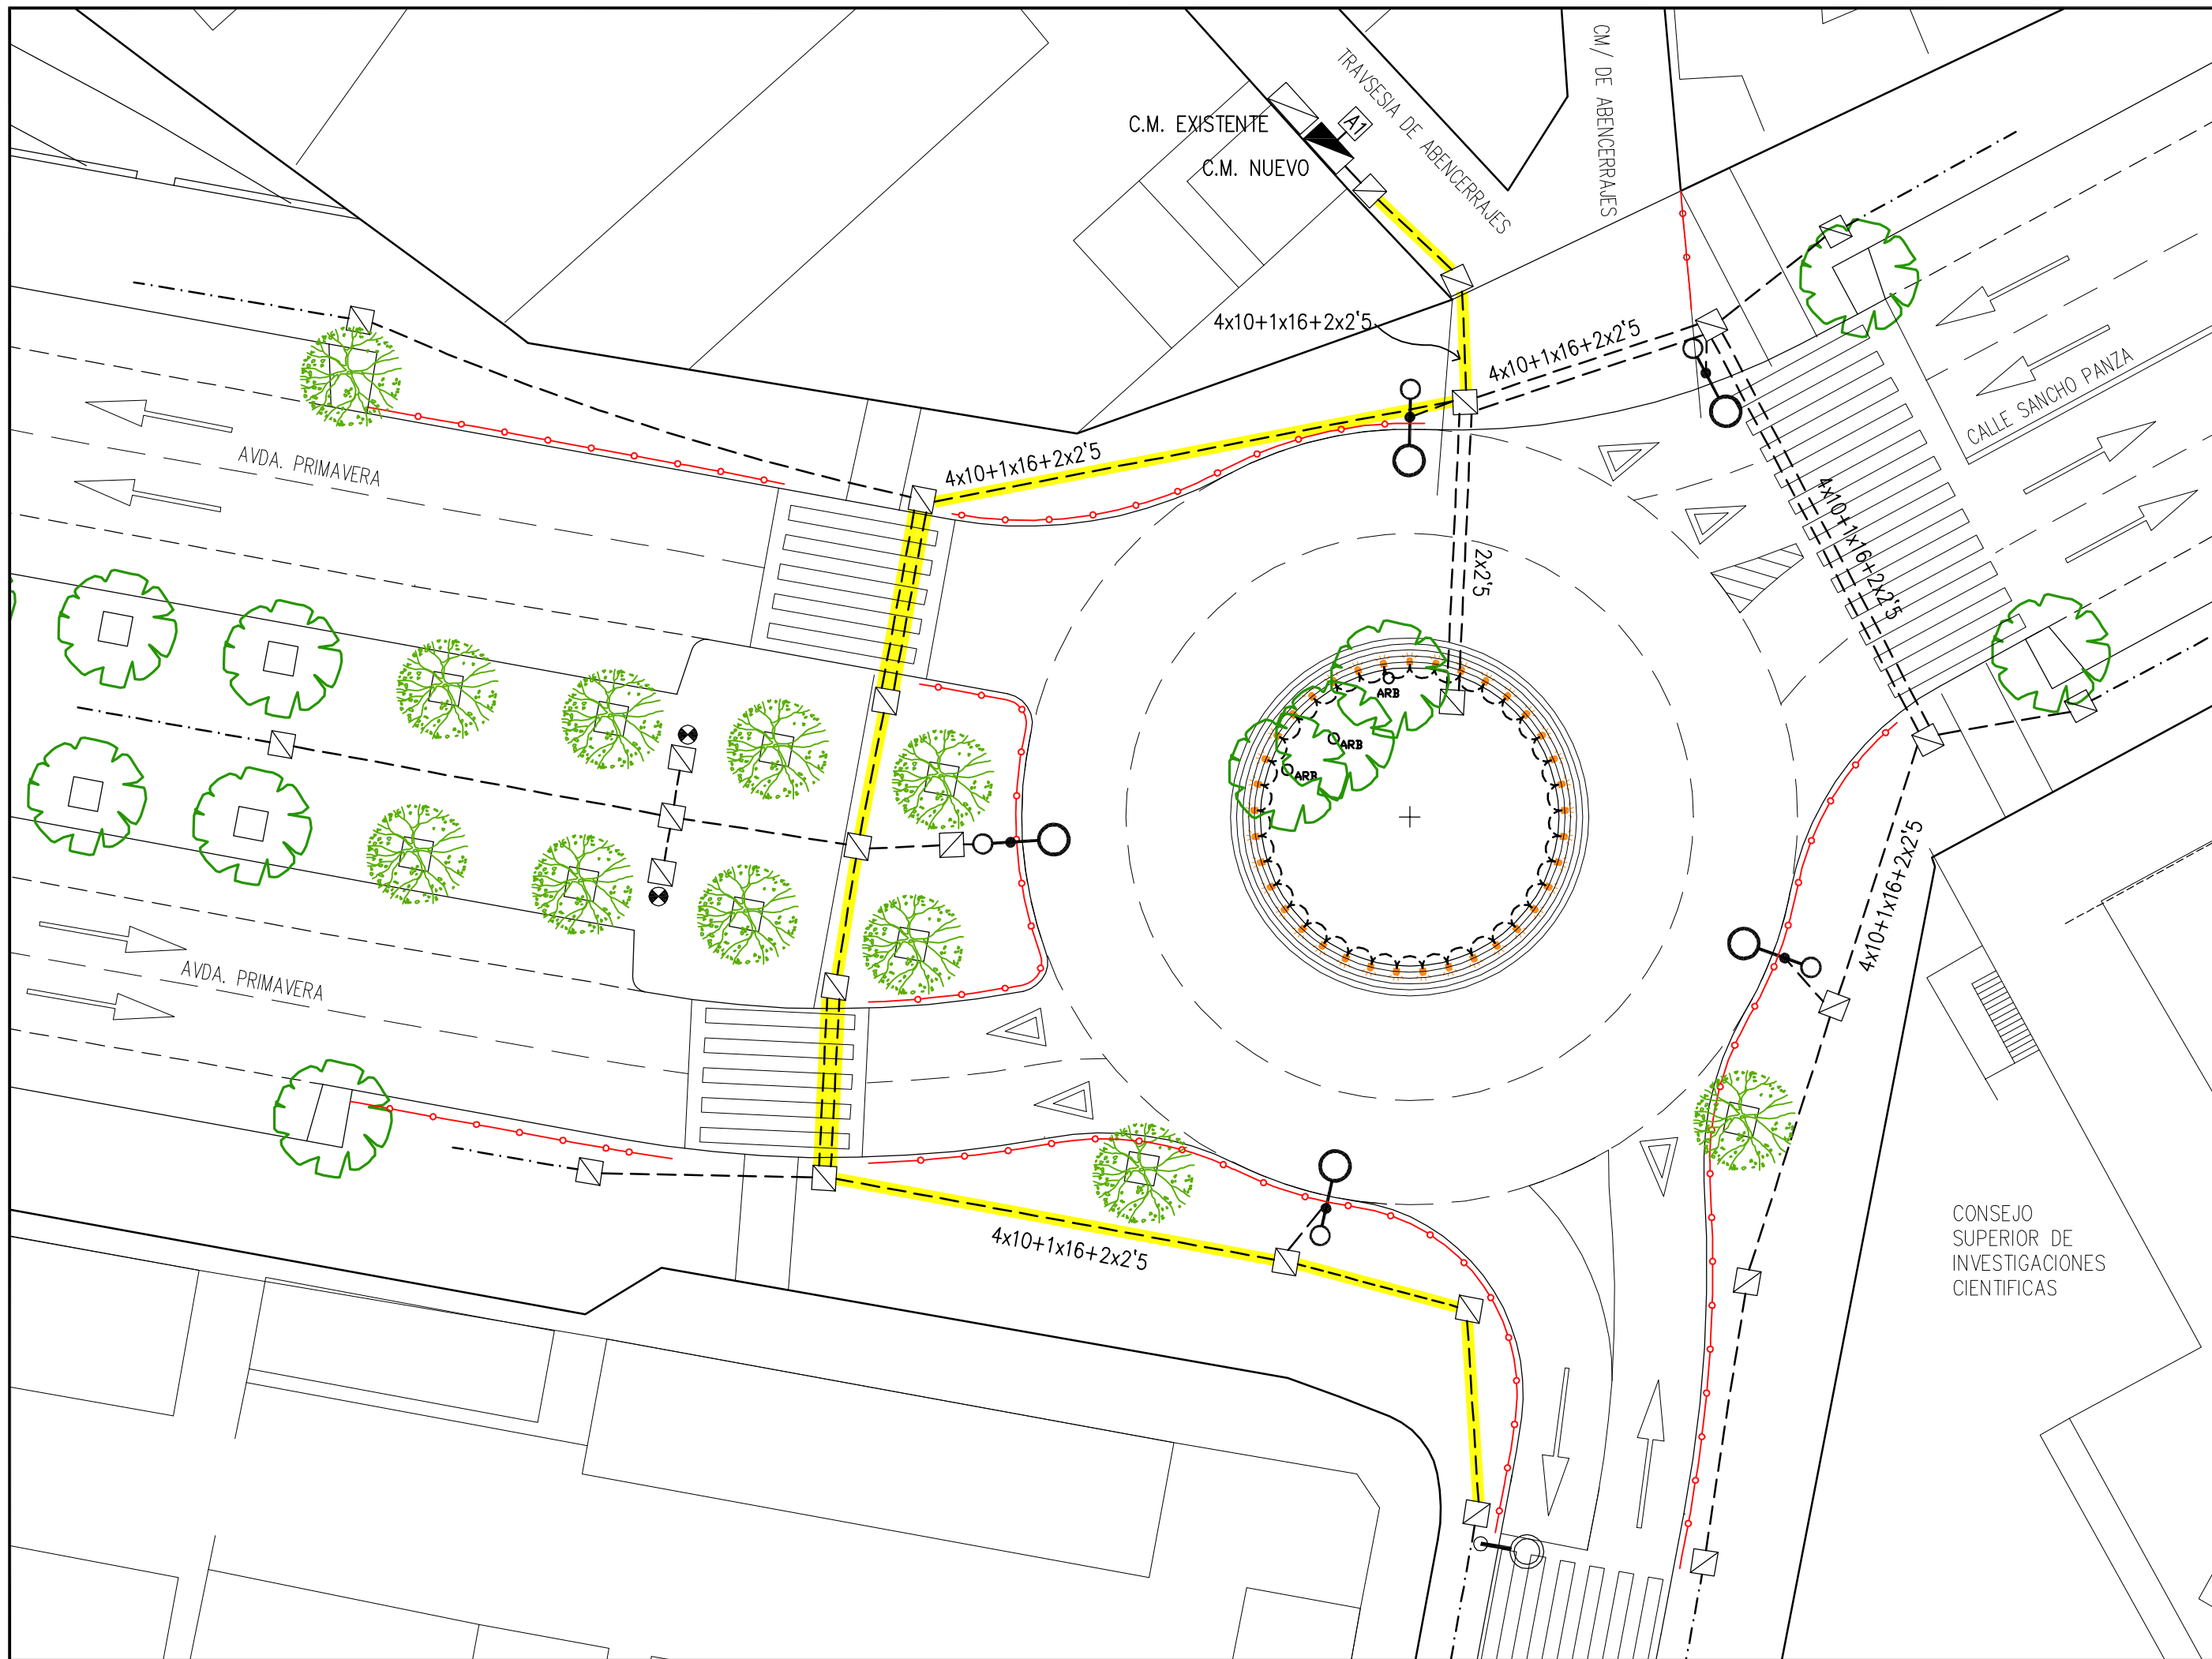 CM/ DE ABENCERRAJES
TRAVSESIA DE ABENCERRAJES
C.M. EXISTENTE
A1
C.M. NUEVO
4x10+1x16+2x2'5
4x10+1x16+2x2'5
CALLE SANCHO PANZA
AVDA. PRIMAVERA
4x10+1x16+2x2'5
4x10+1x16+2x2'5
2x2'5
ARB
ARB
ARB
4x10+1x16+2x2'5
AVDA. PRIMAVERA
4x10+1x16+2x2'5
CONSEJO
SUPERIOR DE
INVESTIGACIONES
CIENTIFICAS